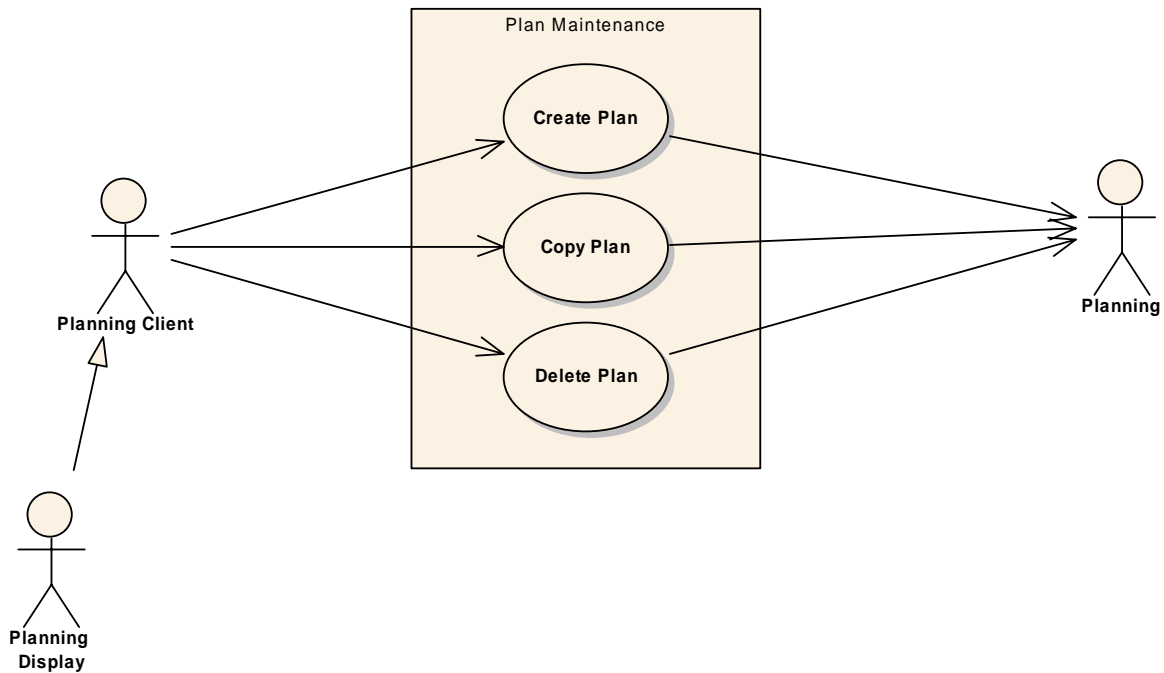 Plan Maintenance
Create Plan
Copy Plan
Delete Plan
Planning Client
Planning
Planning
Display